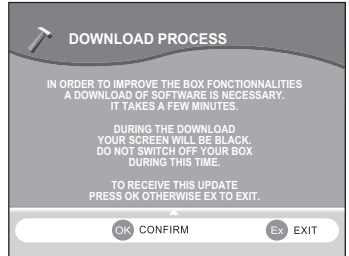 DOWNLOAD PROCESS
IN ORDER TO IMPROVE THE BOX FONCTIONNALITIES
A DOWNLOAD OF SOFTWARE IS NECESSARY.
IT TAKES A FEW MINUTES.
DURING THE DOWNLOAD
YOUR SCREEN WILL BE BLACK.
DO NOT SWITCH OFF YOUR BOX
DURING THIS TIME.
TO RECEIVE THIS UPDATE
PRESS OK OTHERWISE EX TO EXIT.
OK CONFIRM Ex EXIT